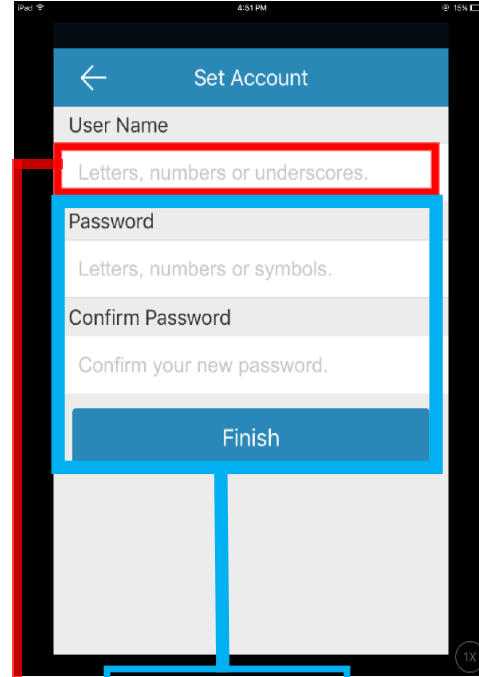 iPad 4:51 PM 15%
Set Account
User Name
Letters, numbers or underscores.
Password
Letters, numbers or symbols.
Confirm Password
Confirm your new password.
Finish
1X